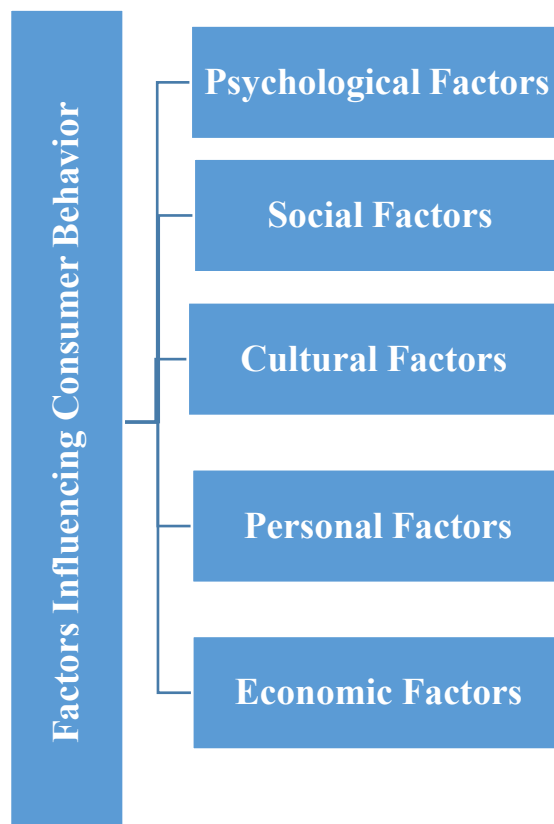 Factors Influencing Consumer Behavior
Psychological Factors
Social Factors
Cultural Factors
Personal Factors
Economic Factors